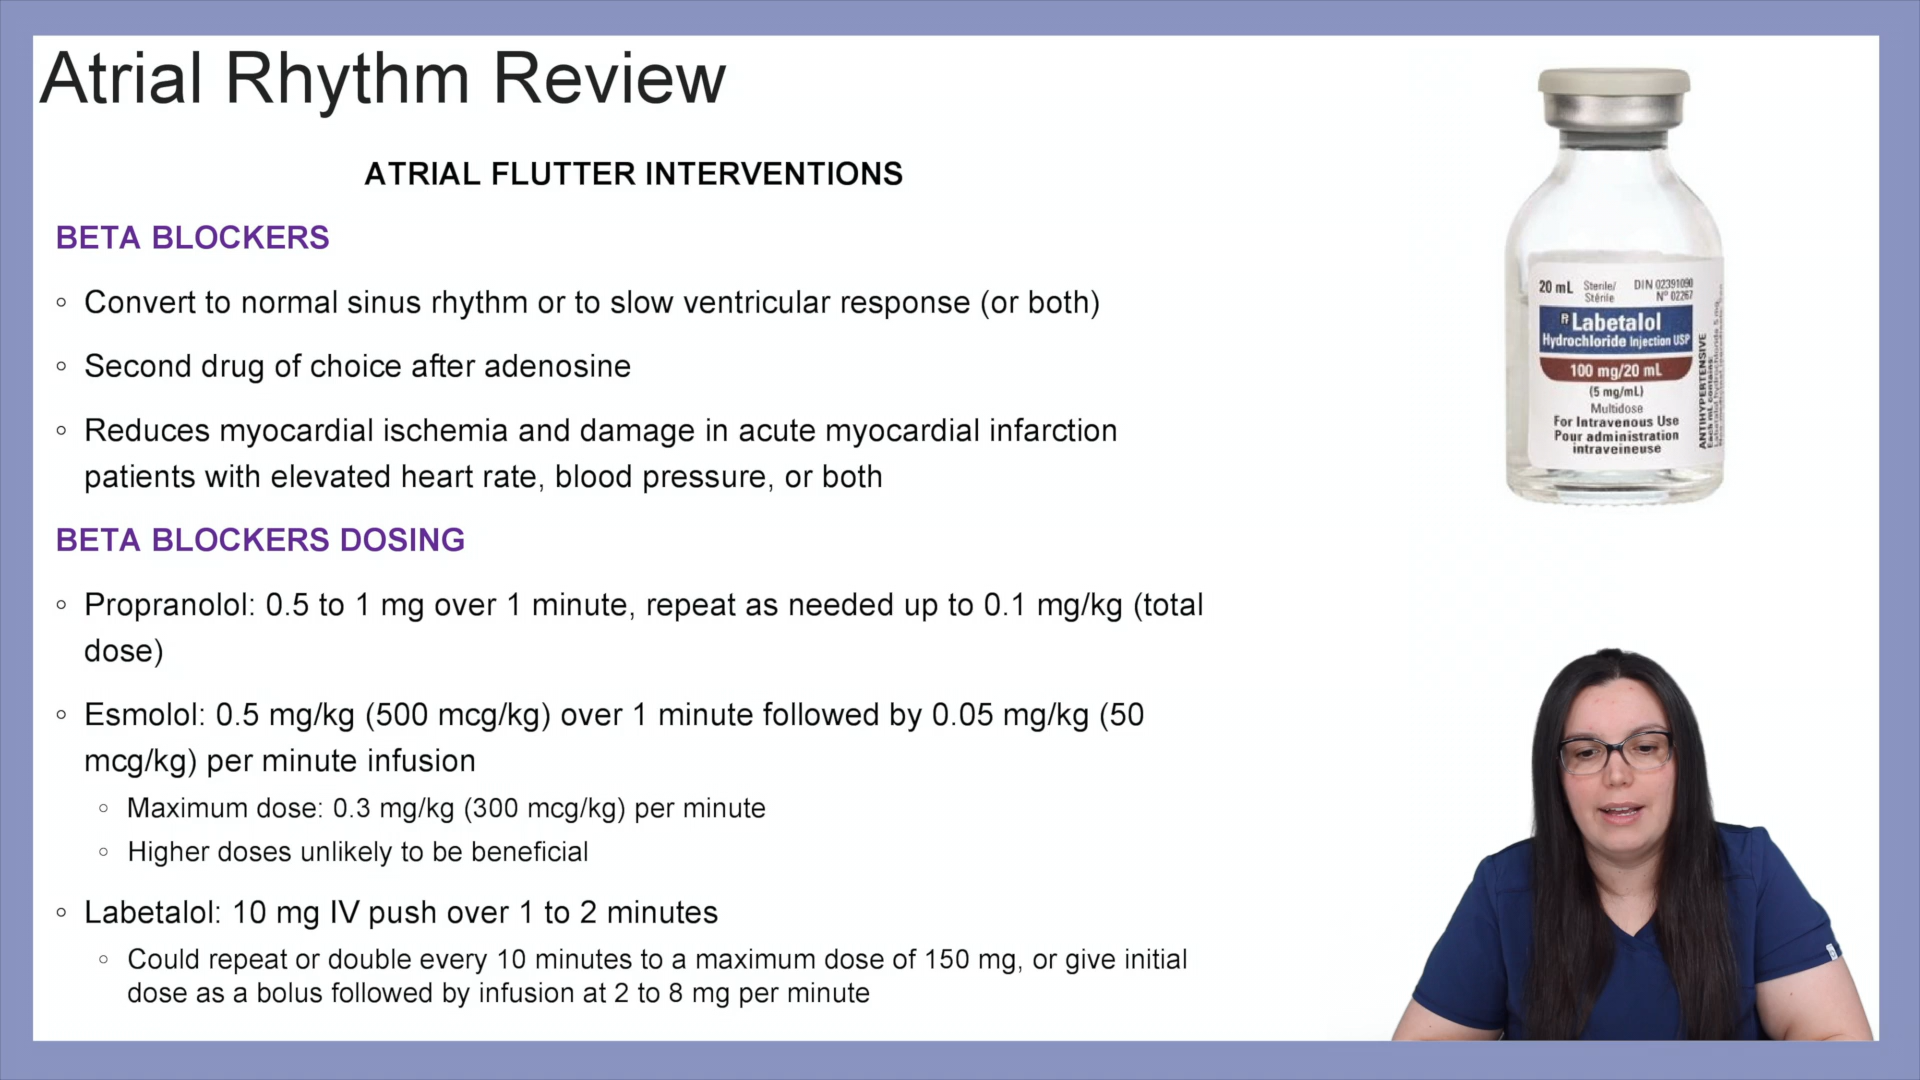 Atrial Rhythm Review
ATRIAL FLUTTER INTERVENTIONS
BETA BLOCKERS
◦ Convert to normal sinus rhythm or to slow ventricular response (or both)
◦ Second drug of choice after adenosine
◦ Reduces myocardial ischemia and damage in acute myocardial infarction
patients with elevated heart rate, blood pressure, or both
BETA BLOCKERS DOSING
◦ Propranolol: 0.5 to 1 mg over 1 minute, repeat as needed up to 0.1 mg/kg (total
dose)
◦ Esmolol: 0.5 mg/kg (500 mcg/kg) over 1 minute followed by 0.05 mg/kg (50
mcg/kg) per minute infusion
◦ Maximum dose: 0.3 mg/kg (300 mcg/kg) per minute
◦ Higher doses unlikely to be beneficial
◦ Labetalol: 10 mg IV push over 1 to 2 minutes
◦ Could repeat or double every 10 minutes to a maximum dose of 150 mg, or give initial
dose as a bolus followed by infusion at 2 to 8 mg per minute
20 mL Sterile/ DIN 02391090
Stérile N° 02267
Labetalol
Hydrochloride Injection USP
100 mg/20 mL
(5 mg/mL)
Multidose
For Intravenous Use
Pour administration
intraveineuse
ANTIHYPERTENSIVE
Each mL contains: